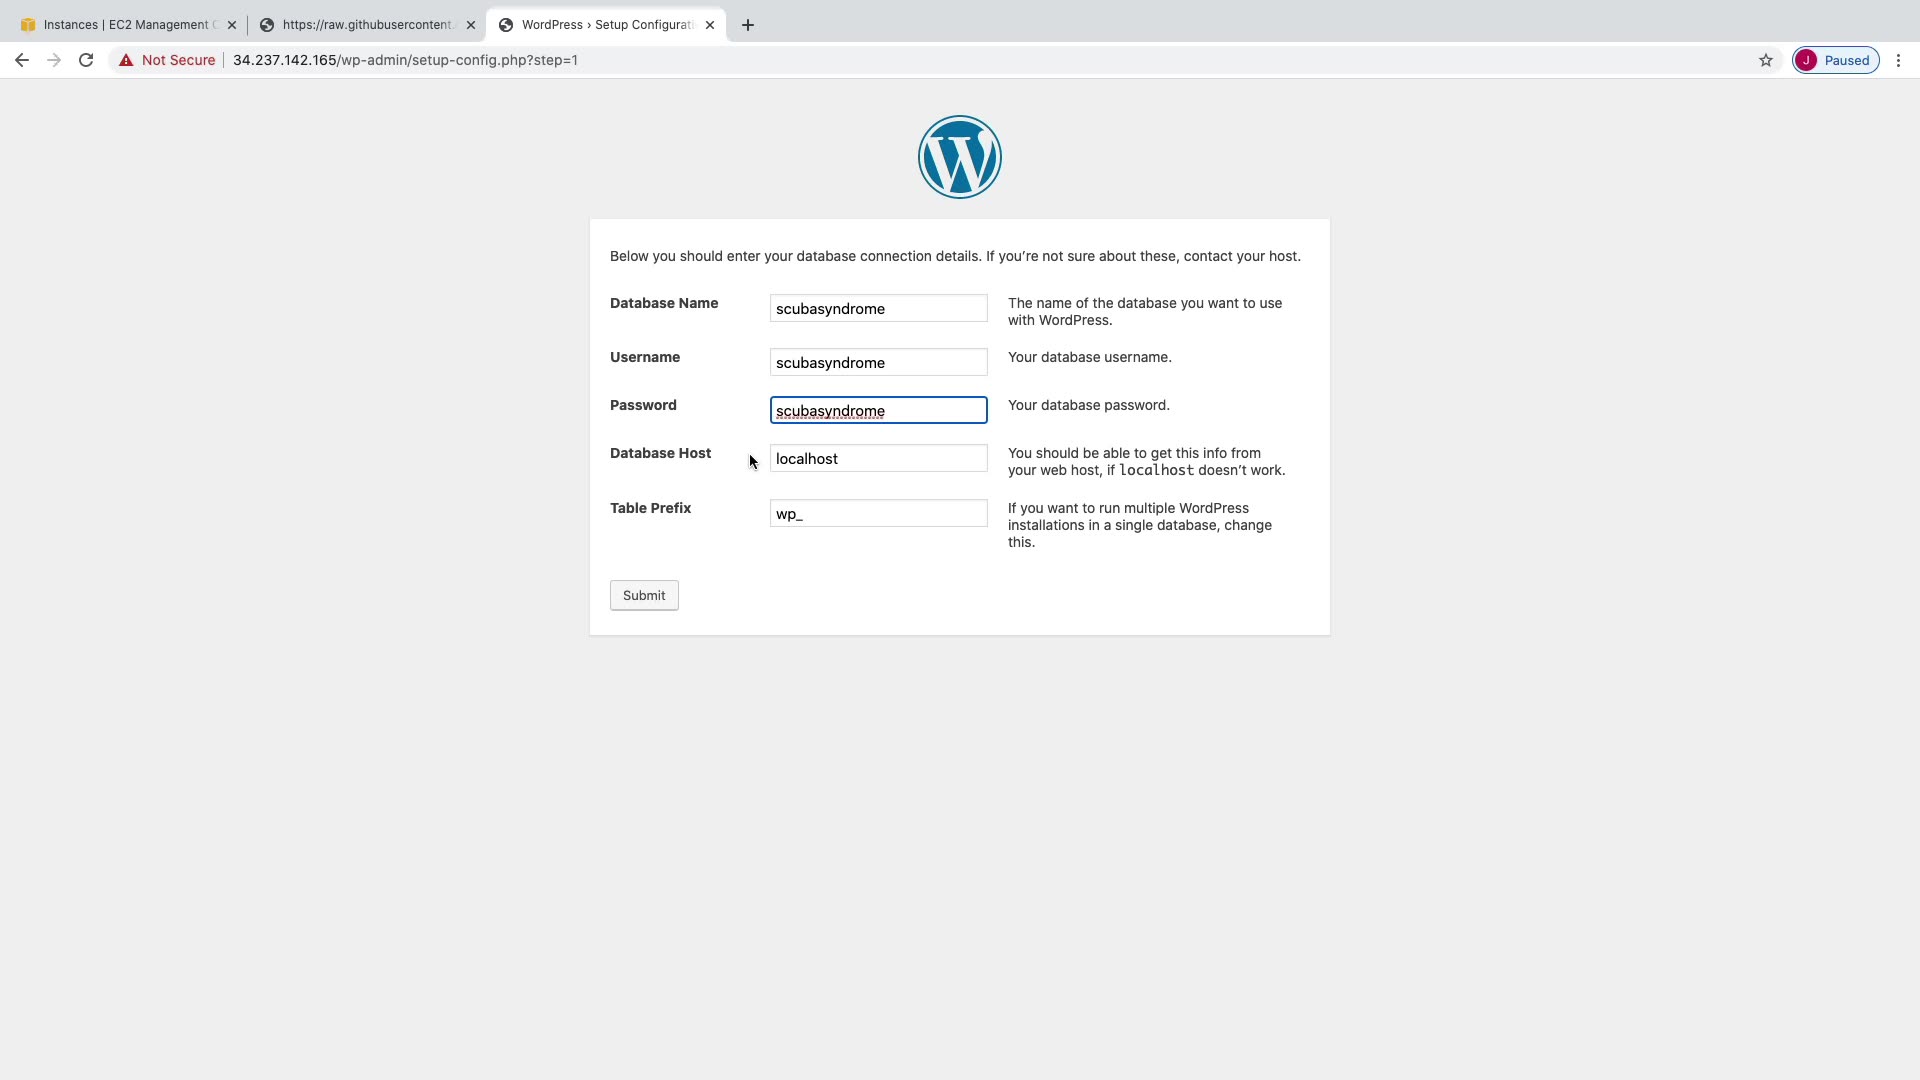 Instances | EC2 Management C
https://raw.githubusercontent.
WordPress › Setup Configurati
Not Secure
34.237.142.165/wp-admin/setup-config.php?step=1
J
Paused
W
Below you should enter your database connection details. If you’re not sure about these, contact your host.
Database Name
scubasyndrome
The name of the database you want to use
with WordPress.
Username
scubasyndrome
Your database username.
Password
scubasyndrome
Your database password.
Database Host
localhost
You should be able to get this info from
your web host, if localhost doesn’t work.
Table Prefix
wp_
If you want to run multiple WordPress
installations in a single database, change
this.
Submit